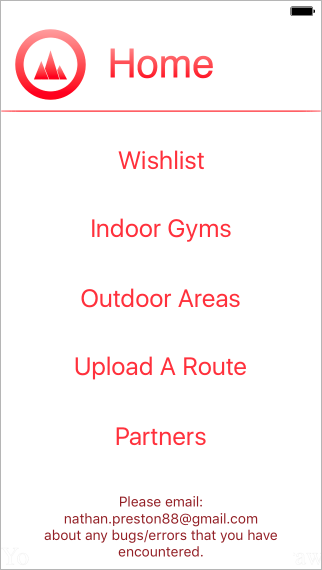 Home
Wishlist
Indoor Gyms
Outdoor Areas
Upload A Route
Partners
Please email:
nathan.preston88@gmail.com
about any bugs/errors that you have
encountered.